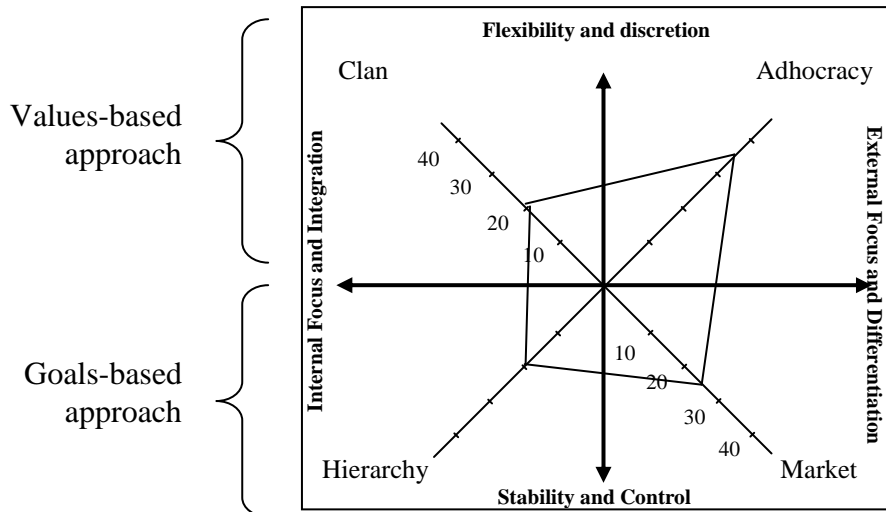 Flexibility and discretion
Clan
Adhocracy
Values-based
approach
40
30
20
10
Internal Focus and Integration
External Focus and Differentiation
Goals-based
approach
10
20
30
40
Hierarchy
Market
Stability and Control